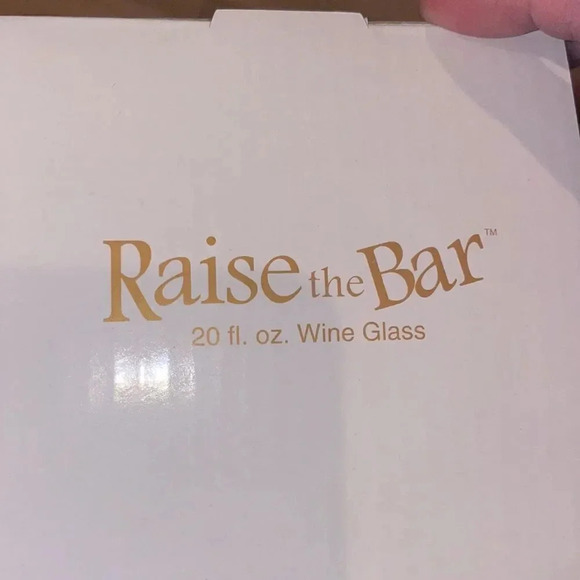 Raise the Bar™
20 fl. oz. Wine Glass